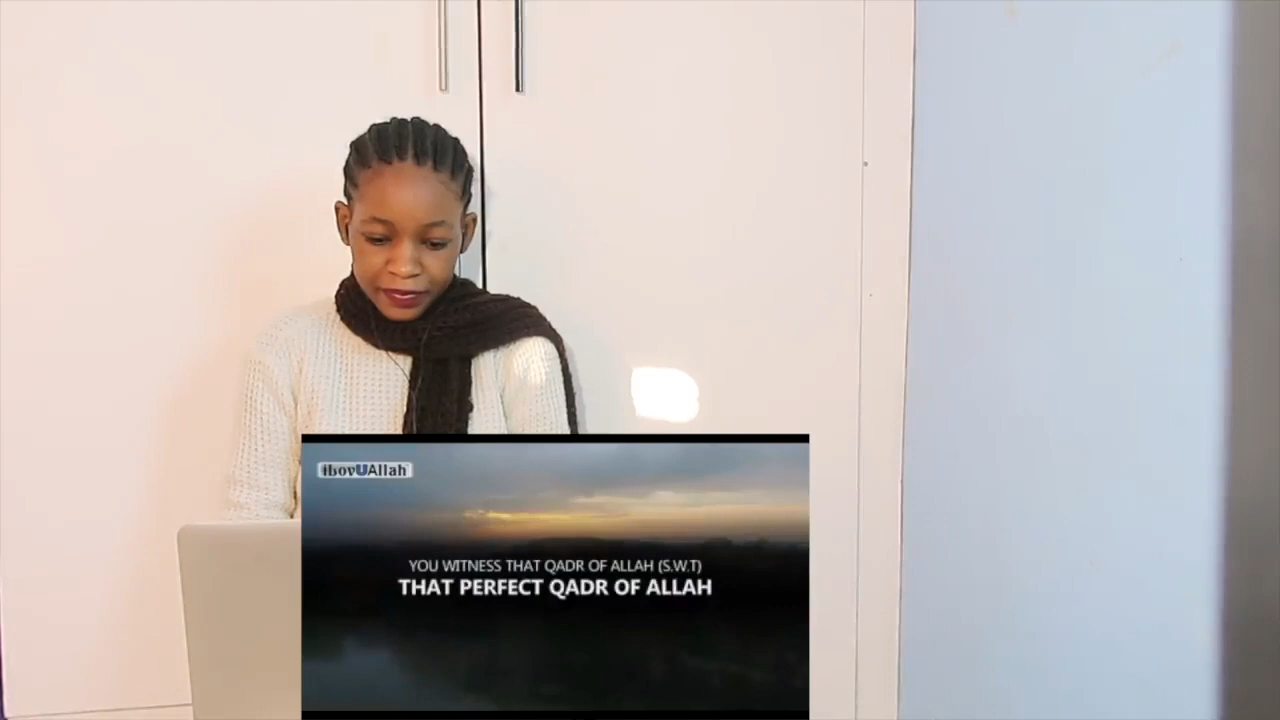 ilovUAllah
YOU WITNESS THAT QADR OF ALLAH (S.W.T)
THAT PERFECT QADR OF ALLAH